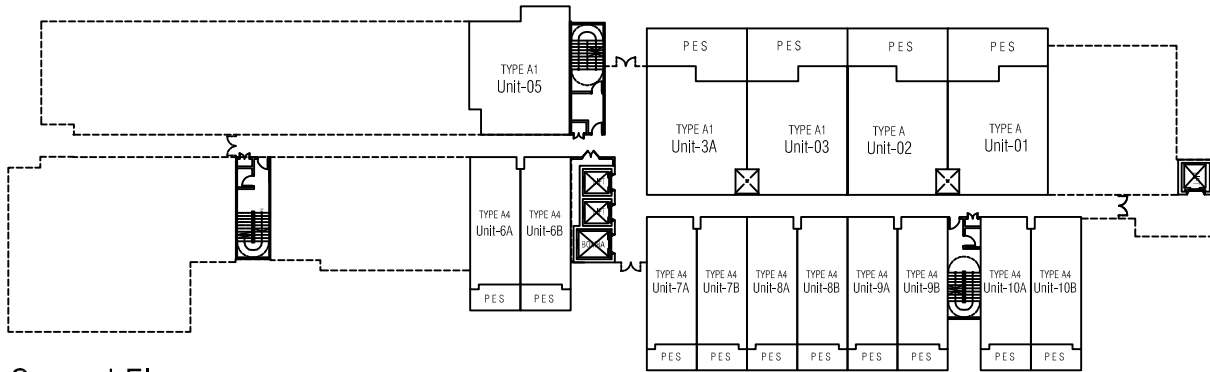 PES
PES
PES
PES
TYPE A1
Unit-05
TYPE A1
Unit-3A
TYPE A1
Unit-03
TYPE A
Unit-02
TYPE A
Unit-01
TYPE A4
Unit-6A
TYPE A4
Unit-6B
TYPE A4
Unit-7A
TYPE A4
Unit-7B
TYPE A4
Unit-8A
TYPE A4
Unit-8B
TYPE A4
Unit-9A
TYPE A4
Unit-9B
TYPE A4
Unit-10A
TYPE A4
Unit-10B
PES
PES
PES
PES
PES
PES
PES
PES
PES
PES